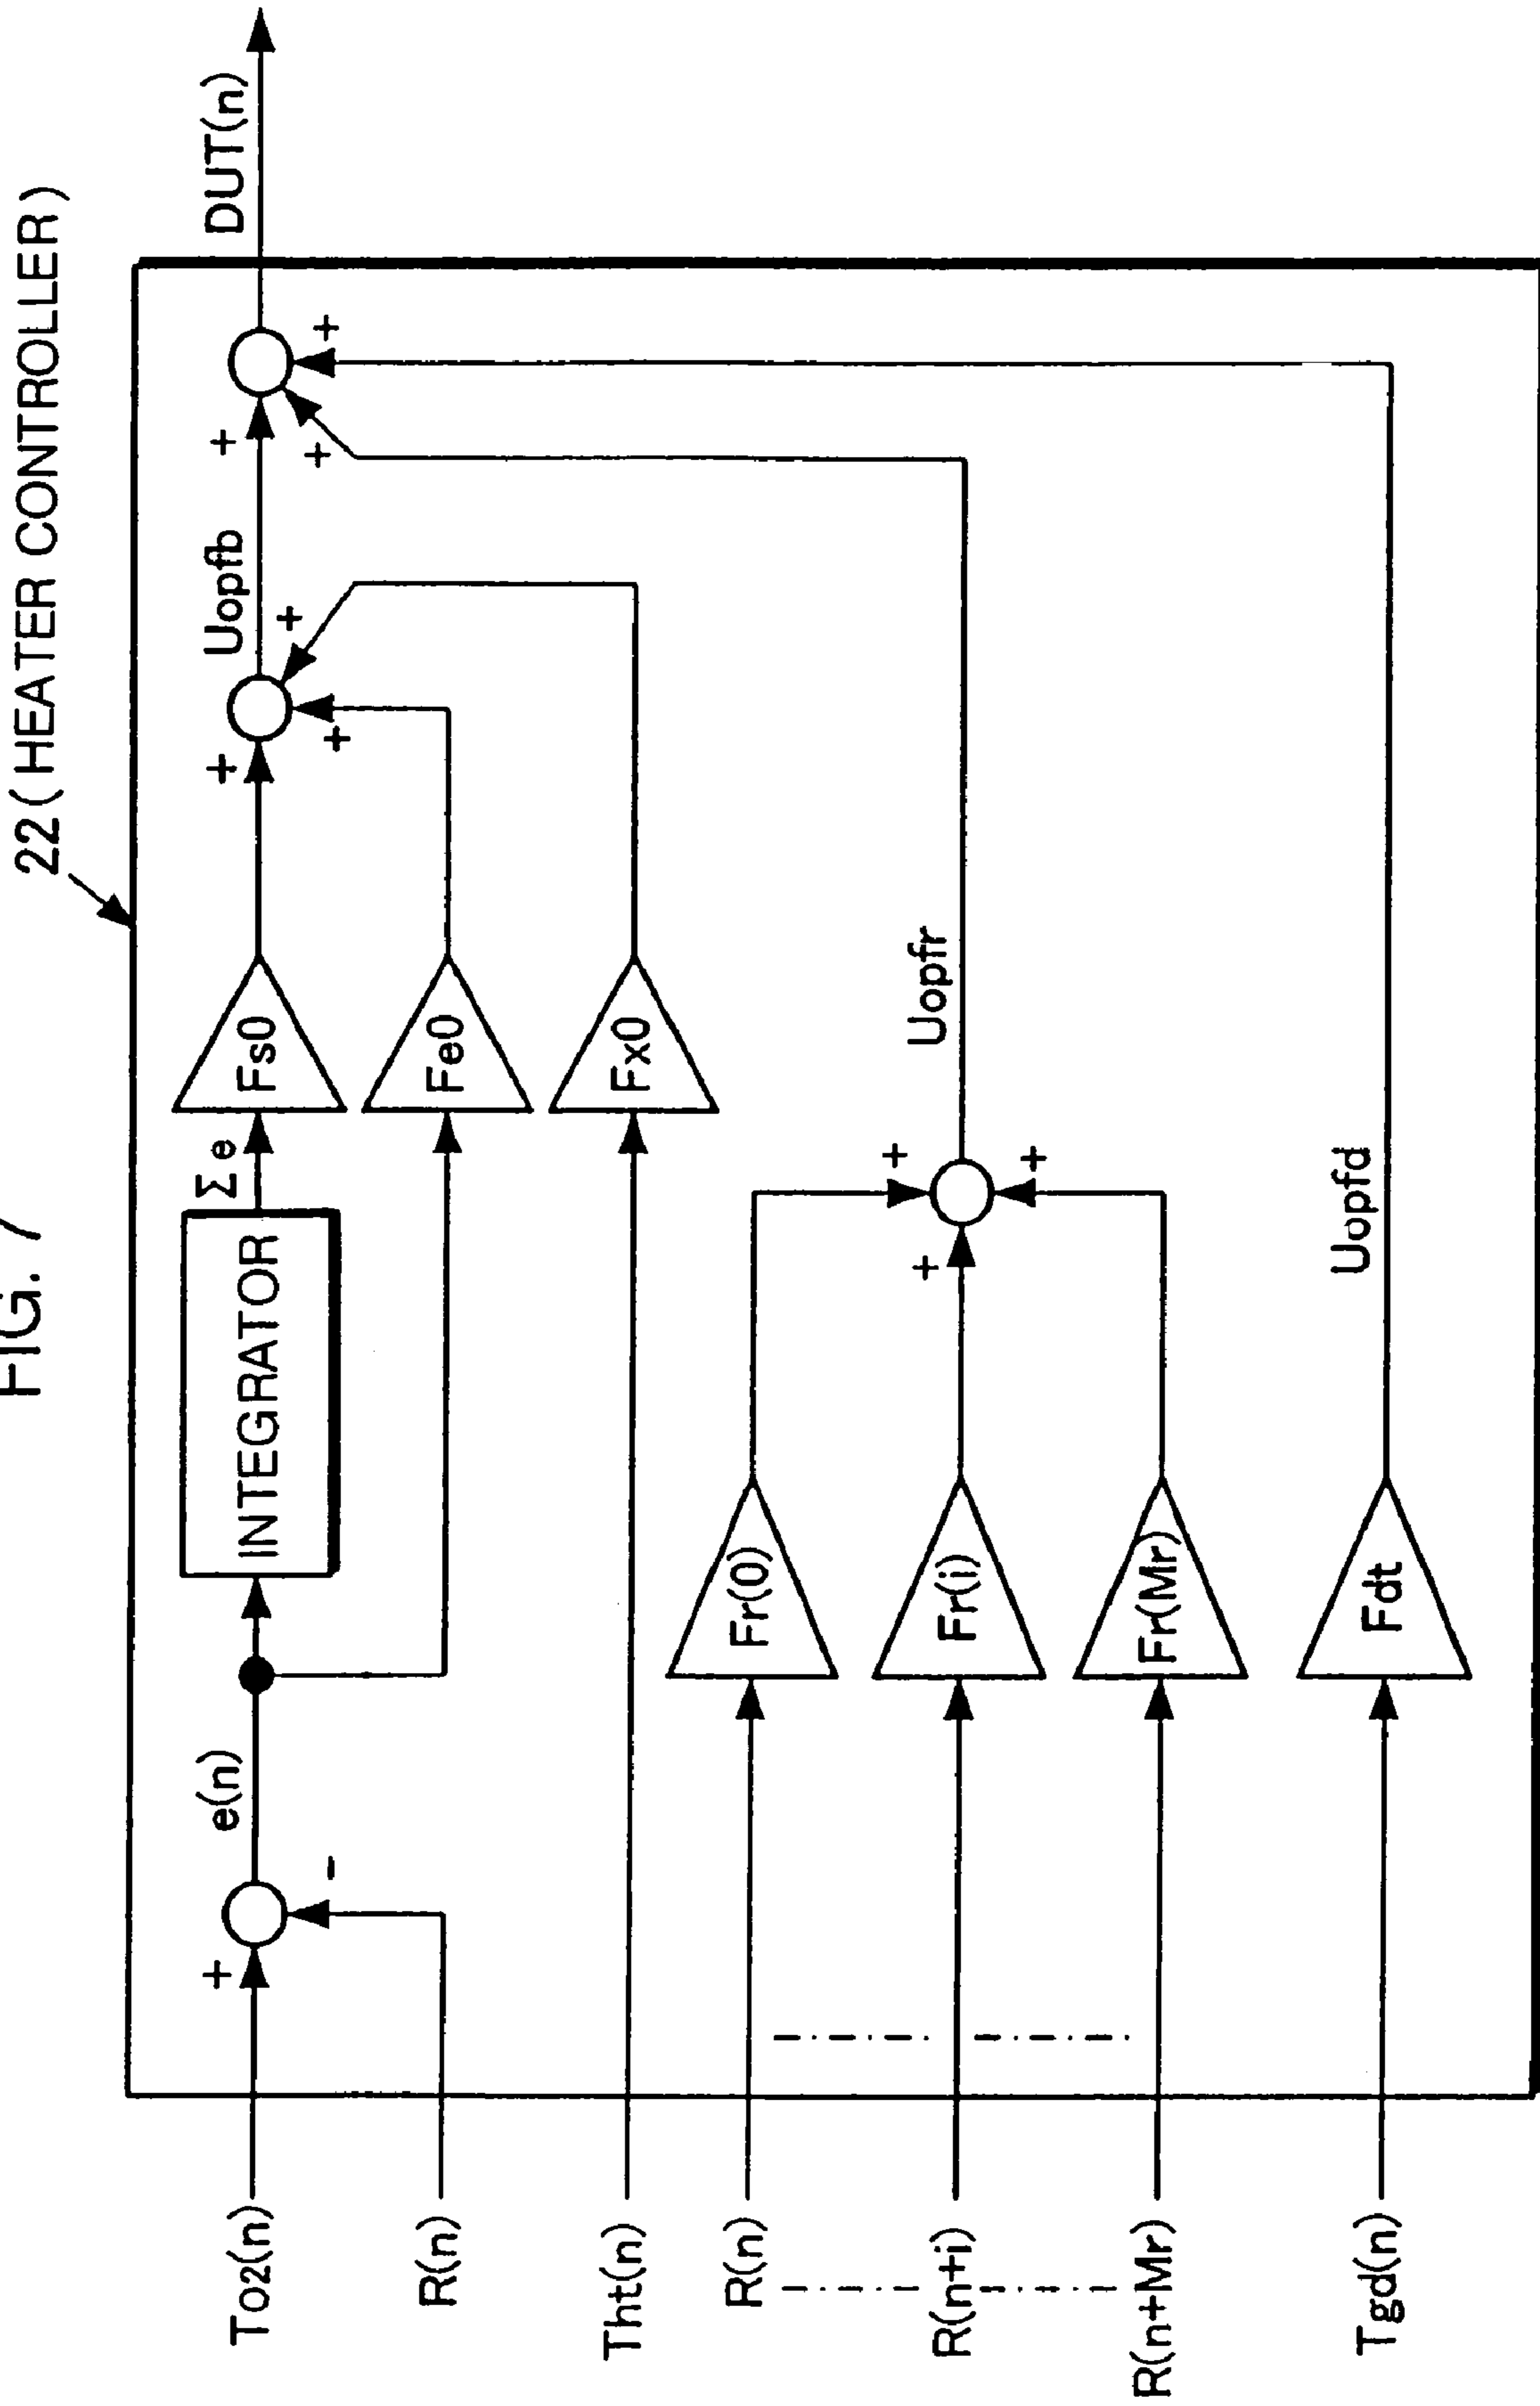 FIG. 7
22 (HEATER CONTROLLER)
To2(n)
+
-
e(n)
INTEGRATOR
Σe
Fs0
+
+
+
Uopfb
+
+
+
DUT(n)
R(n)
Fe0
Tht(n)
Fx0
R(n)
Fr(0)
+
R(n+i)
Fr(i)
+
+
Uopfr
R(n+Mr)
Fr(Mr)
Tgd(n)
Fdt
Uopfd